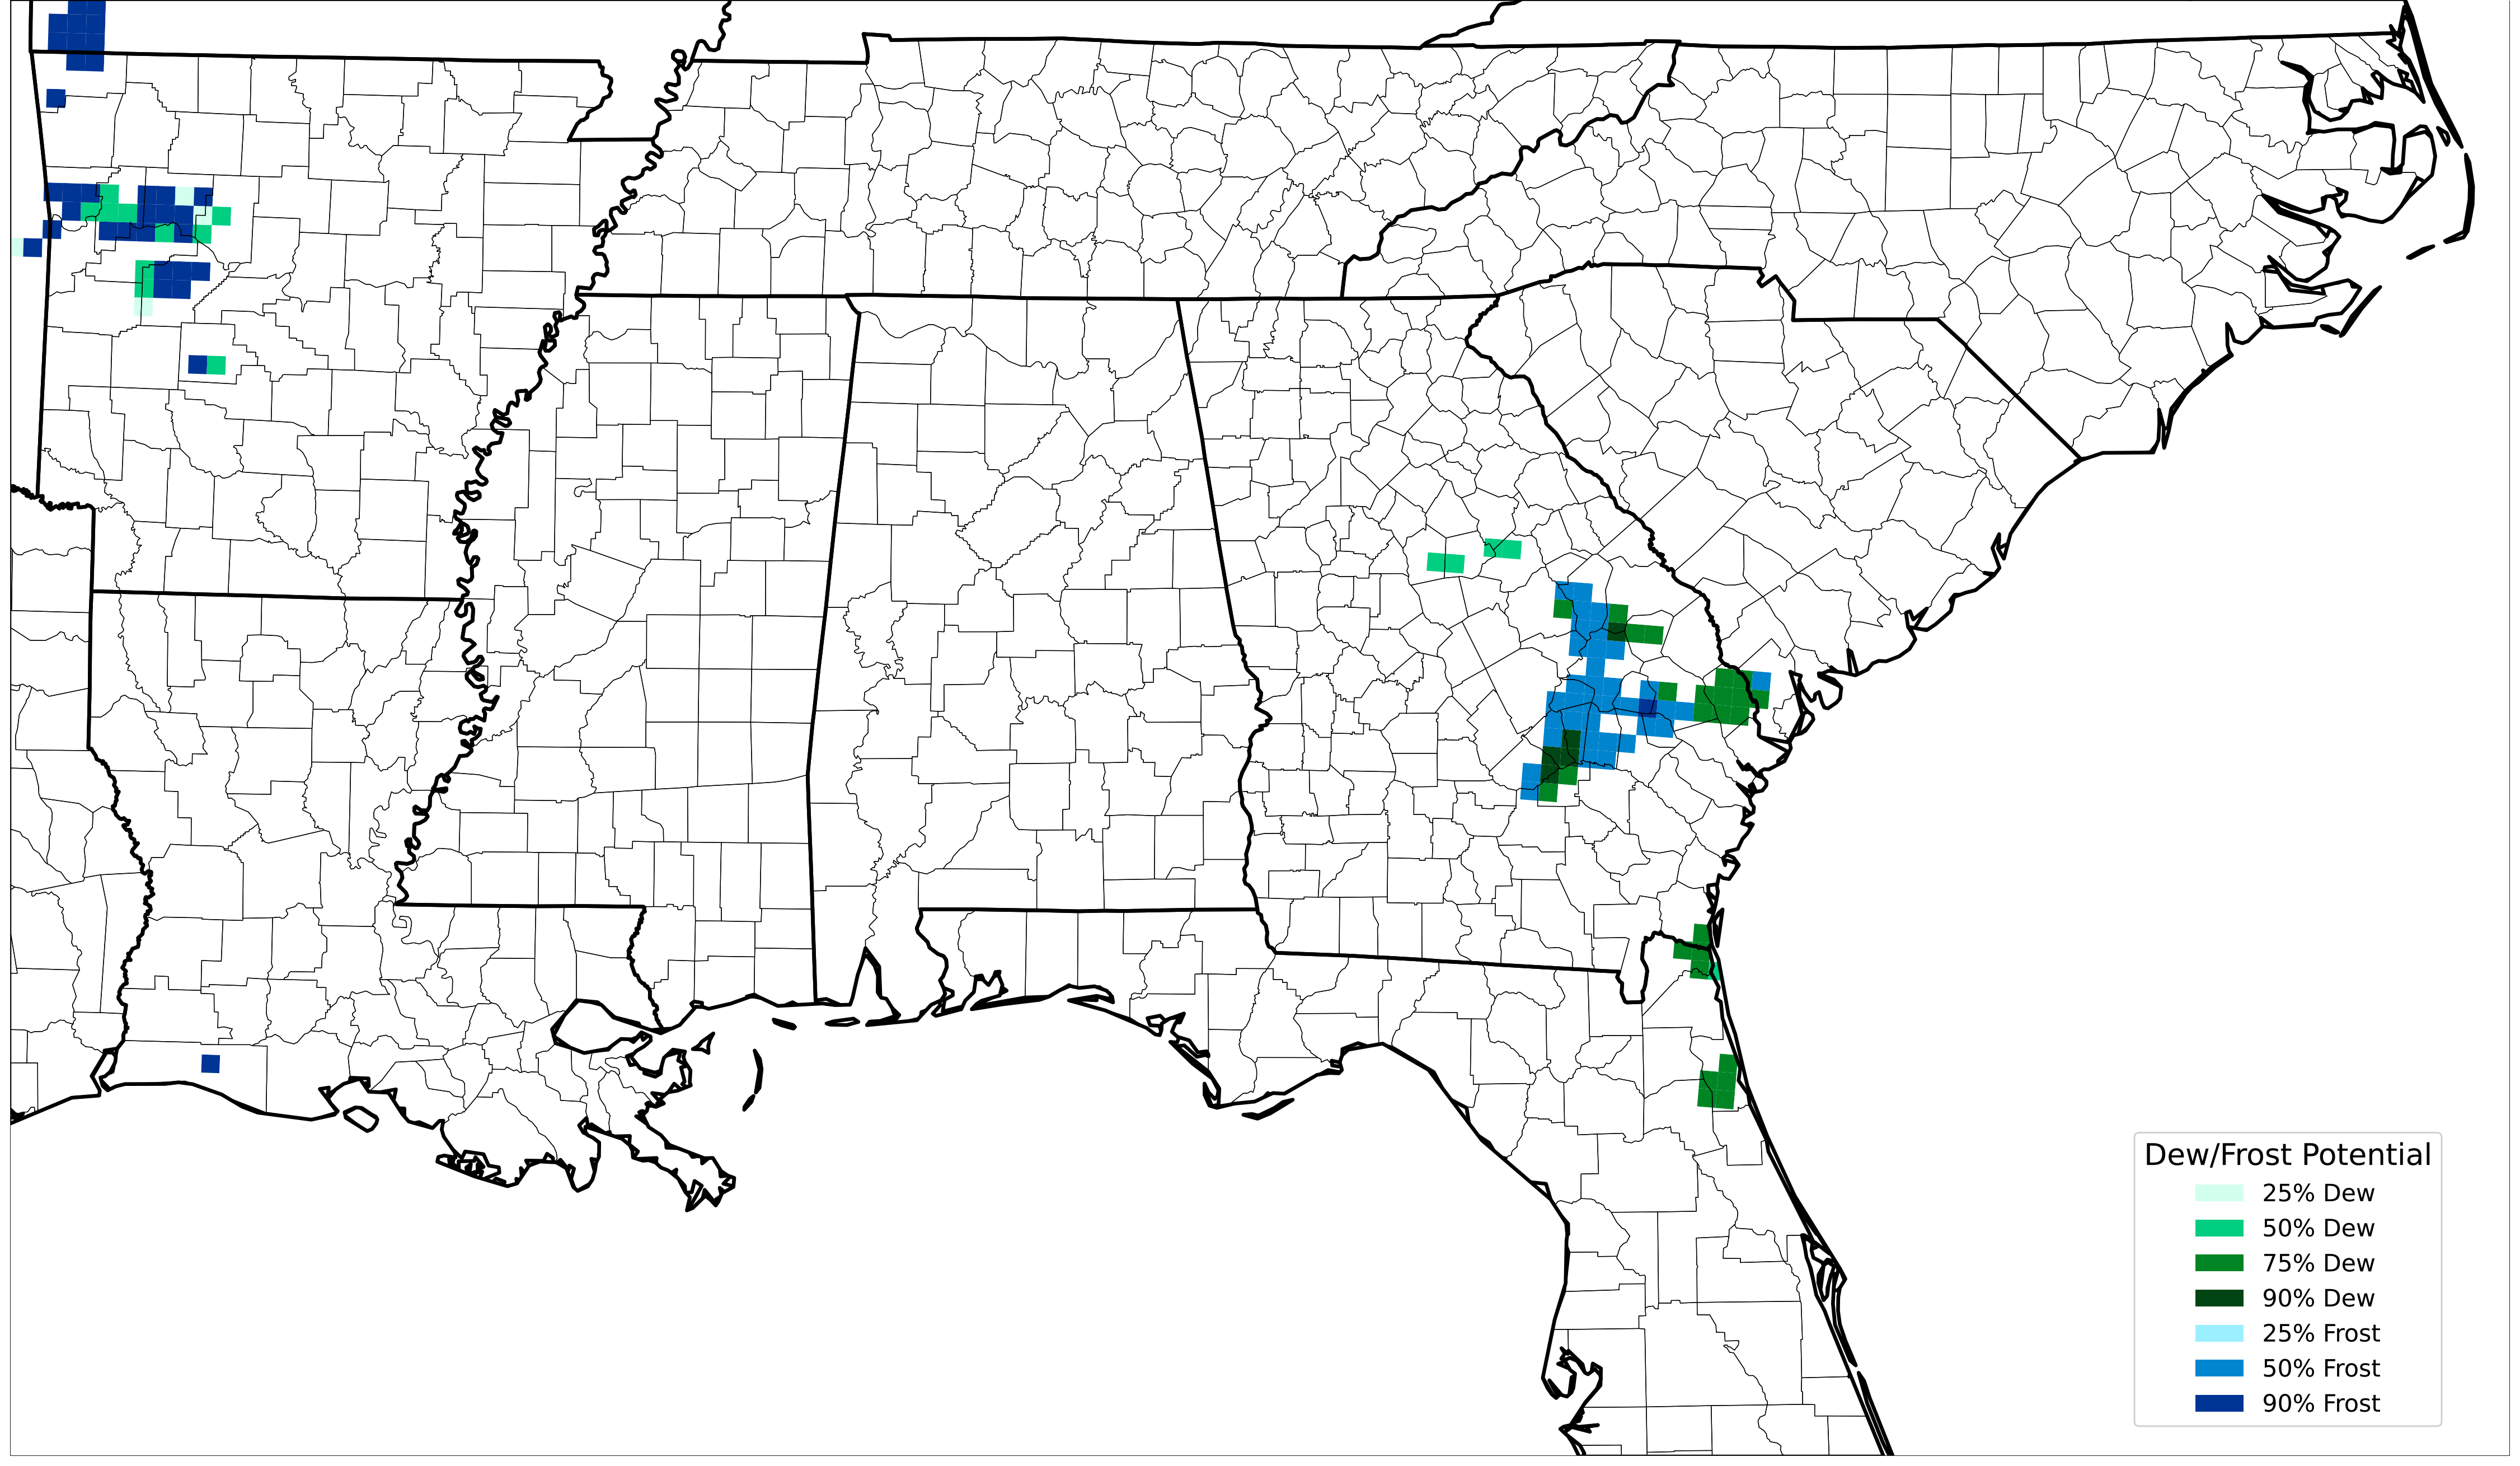 Dew/Frost Potential
25% Dew
50% Dew
75% Dew
90% Dew
25% Frost
50% Frost
90% Frost